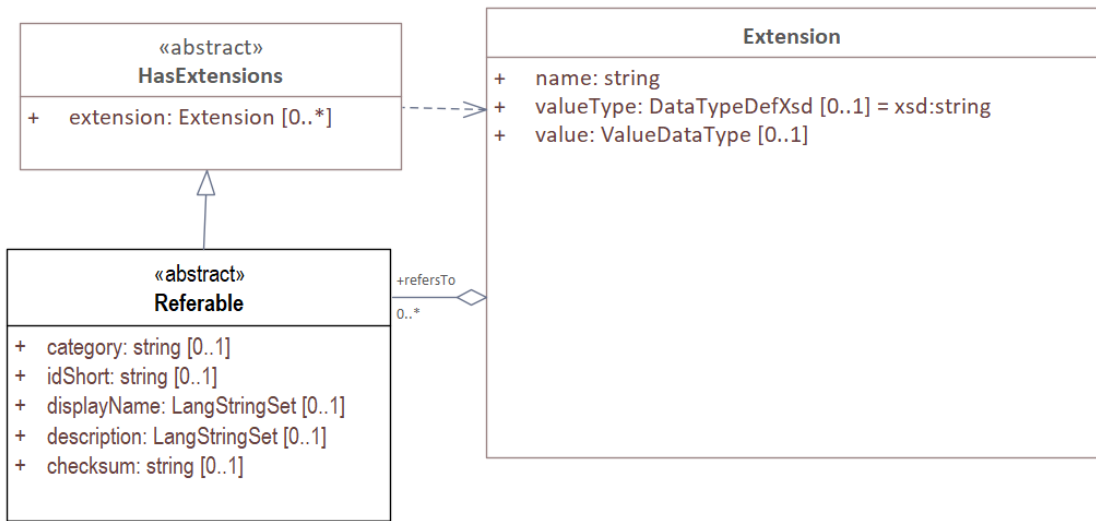 «abstract»
HasExtensions
+ extension: Extension [0..*]
Extension
+ name: string
+ valueType: DataTypeDefXsd [0..1] = xsd:string
+ value: ValueDataType [0..1]
«abstract»
Referable
+ category: string [0..1]
+ idShort: string [0..1]
+ displayName: LangStringSet [0..1]
+ description: LangStringSet [0..1]
+ checksum: string [0..1]
+refersTo
0..*